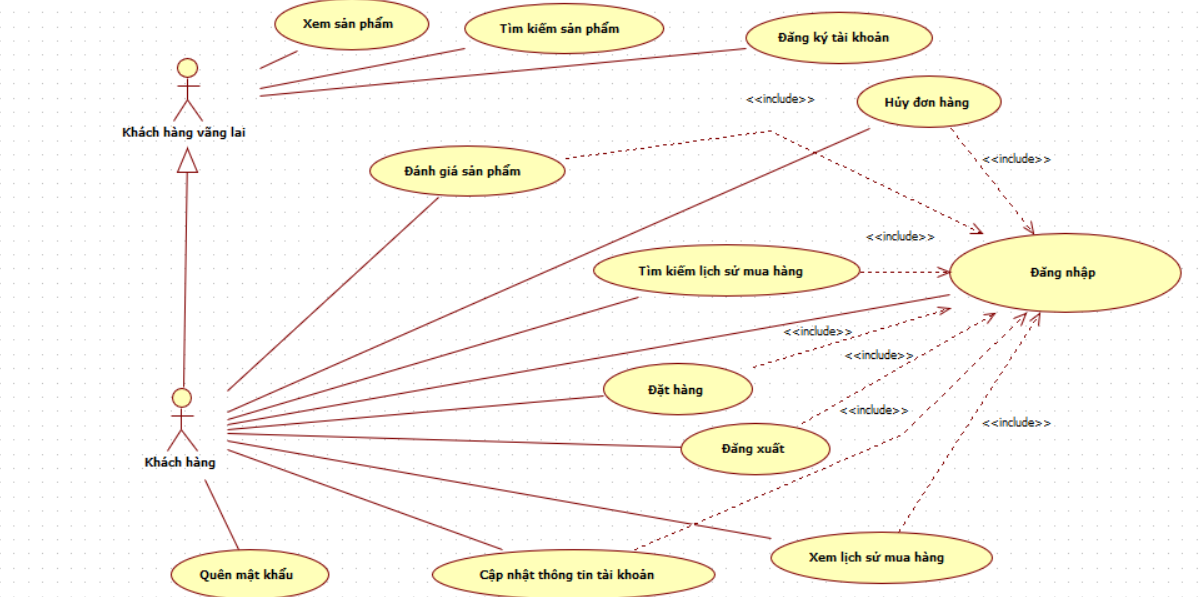 Xem sản phẩm
Tìm kiếm sản phẩm
Đăng ký tài khoản
<<include>>
Hủy đơn hàng
Khách hàng vãng lai
<<include>>
Đánh giá sản phẩm
<<include>>
Tìm kiếm lịch sử mua hàng
Đăng nhập
<<include>>
<<include>>
Đặt hàng
<<include>>
<<include>>
Đăng xuất
Khách hàng
Xem lịch sử mua hàng
Quên mật khẩu
Cập nhật thông tin tài khoản